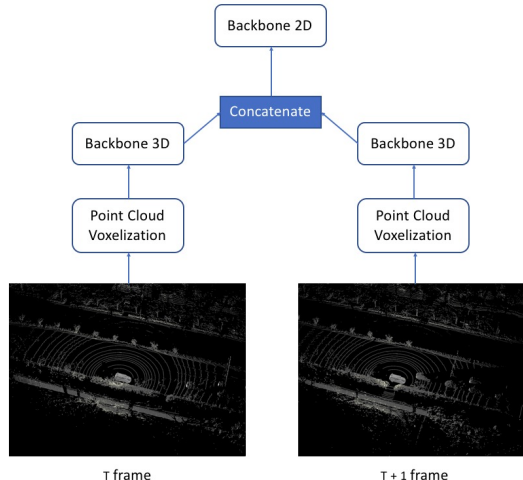 Backbone 2D
Concatenate
Backbone 3D
Backbone 3D
Point Cloud
Voxelization
Point Cloud
Voxelization
T frame
T + 1 frame